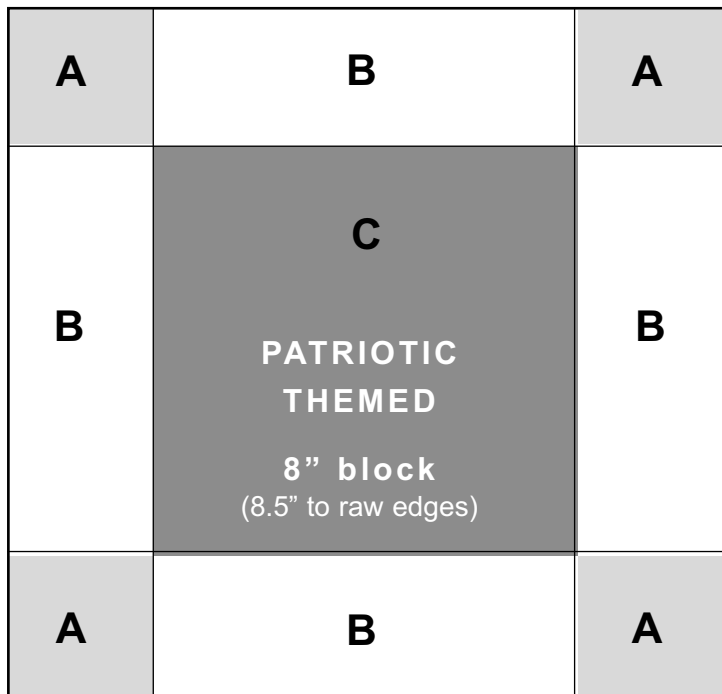 A B A
C
B B
PATRIOTIC
THEMED
8” block
(8.5” to raw edges)
A B A